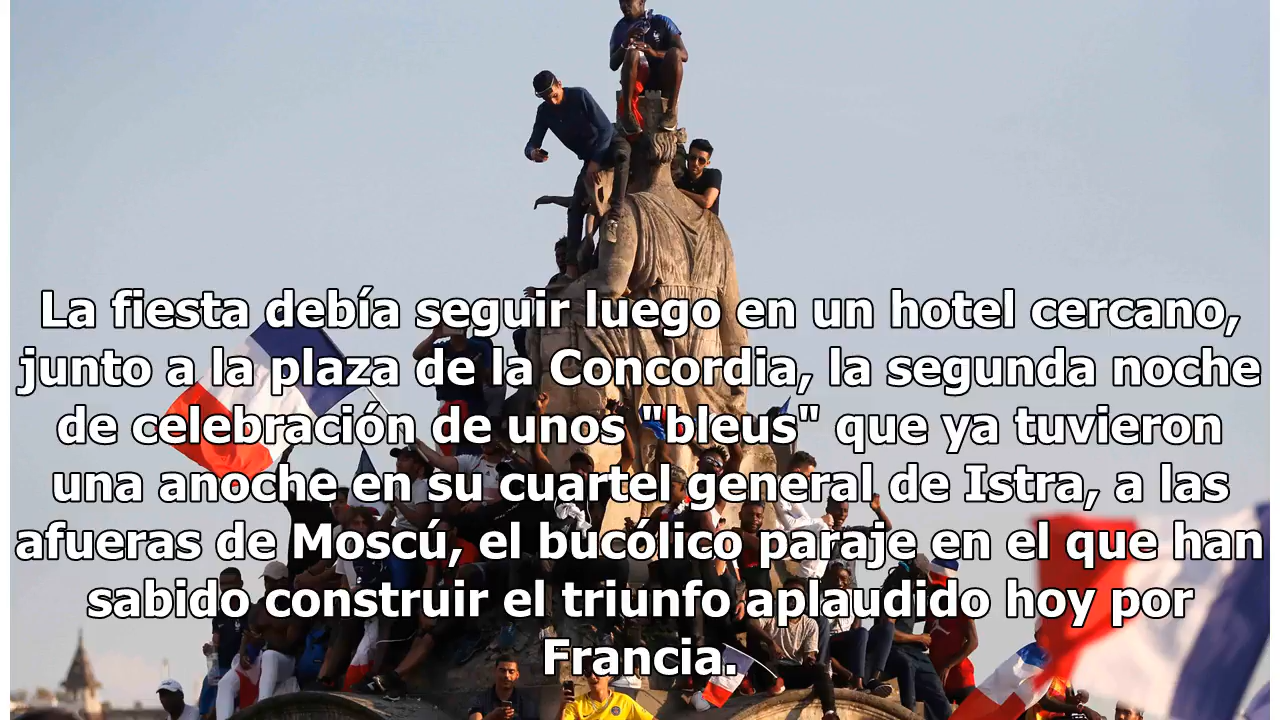 La fiesta debía seguir luego en un hotel cercano,
junto a la plaza de la Concordia, la segunda noche
de celebración de unos "bleus" que ya tuvieron
una anoche en su cuartel general de Istra, a las
afueras de Moscú, el bucólico paraje en el que han
sabido construir el triunfo aplaudido hoy por
Francia.